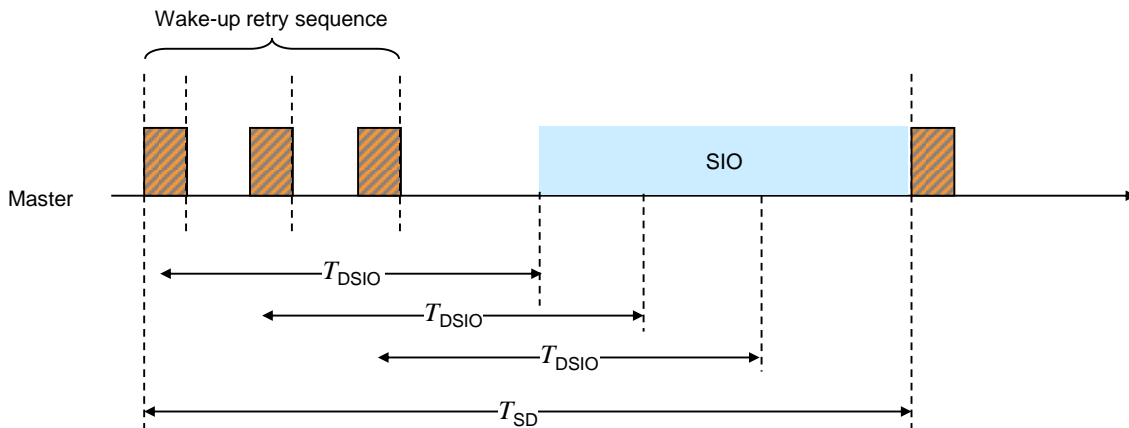 Wake-up retry sequence
SIO
Master
TDSIO
TDSIO
TDSIO
TSD